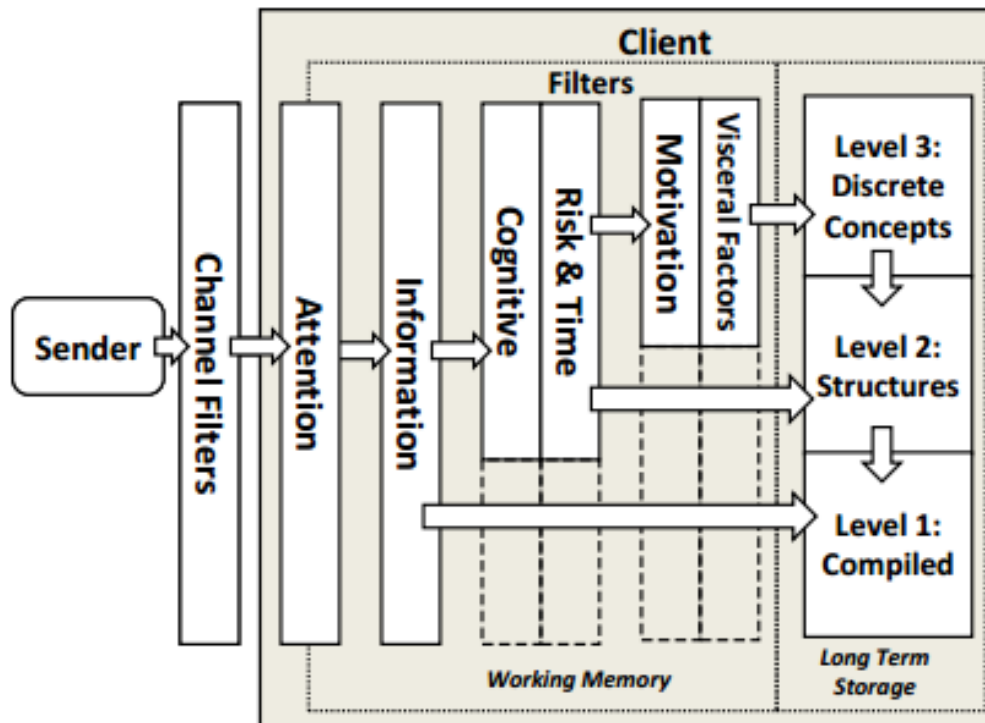 Client
Filters
Sender
Channel Filters
Attention
Information
Cognitive
Risk & Time
Motivation
Visceral Factors
Level 3:
Discrete
Concepts
Level 2:
Structures
Level 1:
Compiled
Working Memory
Long Term
Storage